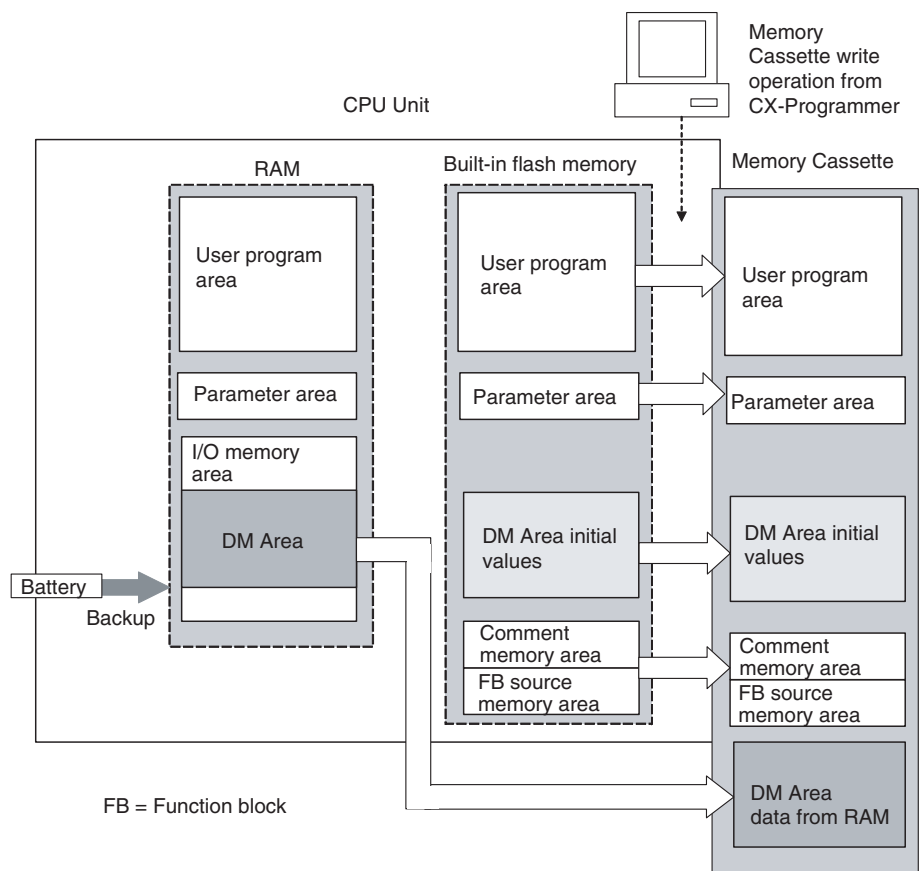 Memory
Cassette write
operation from
CX-Programmer
CPU Unit
RAM
Built-in flash memory
Memory Cassette
User program
area
User program
area
User program
area
Parameter area
Parameter area
Parameter area
I/O memory
area
DM Area
DM Area initial
values
DM Area initial
values
Battery
Backup
Comment
memory area
FB source
memory area
Comment
memory area
FB source
memory area
DM Area
data from RAM
FB = Function block